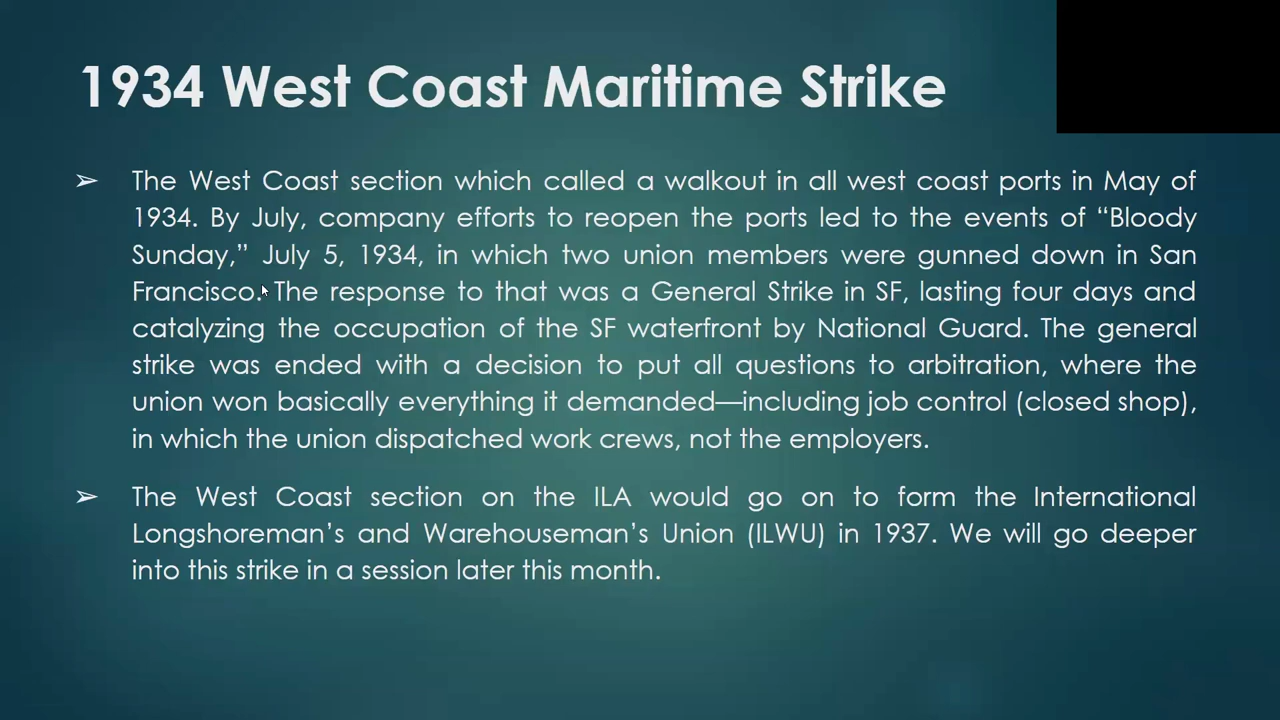 1934 West Coast Maritime Strike
➢ The West Coast section which called a walkout in all west coast ports in May of
1934. By July, company efforts to reopen the ports led to the events of “Bloody
Sunday,” July 5, 1934, in which two union members were gunned down in San
Francisco. The response to that was a General Strike in SF, lasting four days and
catalyzing the occupation of the SF waterfront by National Guard. The general
strike was ended with a decision to put all questions to arbitration, where the
union won basically everything it demanded—including job control (closed shop),
in which the union dispatched work crews, not the employers.
➢ The West Coast section on the ILA would go on to form the International
Longshoreman’s and Warehouseman’s Union (ILWU) in 1937. We will go deeper
into this strike in a session later this month.